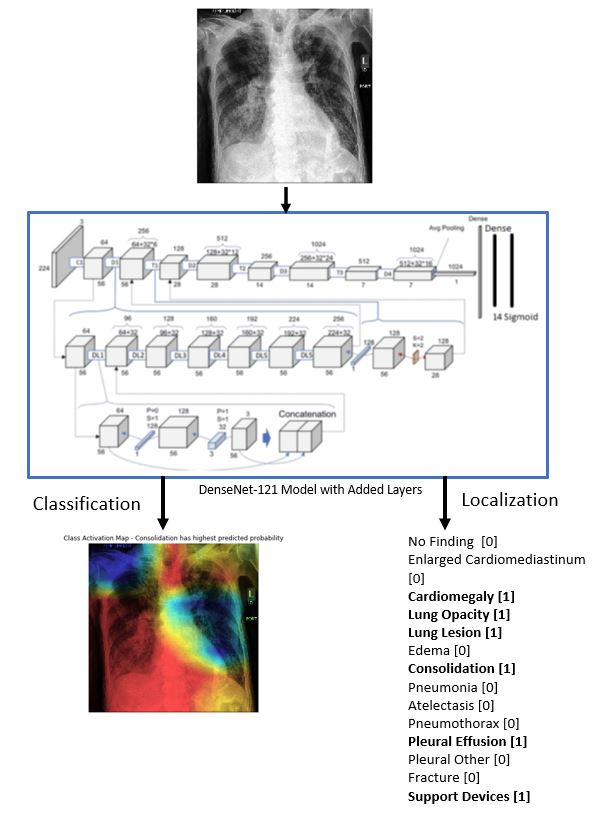 L
PORT
3
256
512
1024
Avg Pooling
Dense
Dense
64
64+32*6
128
128+32*12
256
256+32*24
512
512+32*16
1024
1024
224
C1
D1
T1
D2
T2
D3
T3
D4
56
56
28
28
14
14
7
7
1
14 Sigmoid
96
128
160
192
224
256
64
64+32
96+32
128+32
160+32
192+32
224+32
128
128
S=2
K=2
128
DL1
DL2
DL3
DL4
DL5
DL5
56
56
56
56
56
56
56
1
56
28
64
P=0
S=1
128
128
P=1
S=1
32
3
Concatenation
56
1
56
3
56
DenseNet-121 Model with Added Layers
Classification
Localization
Class Activation Map - Consolidation has highest predicted probability
L
No Finding [0]
Enlarged Cardiomediastinum
[0]
Cardiomegaly [1]
Lung Opacity [1]
Lung Lesion [1]
Edema [0]
Consolidation [1]
Pneumonia [0]
Atelectasis [0]
Pneumothorax [0]
Pleural Effusion [1]
Pleural Other [0]
Fracture [0]
Support Devices [1]